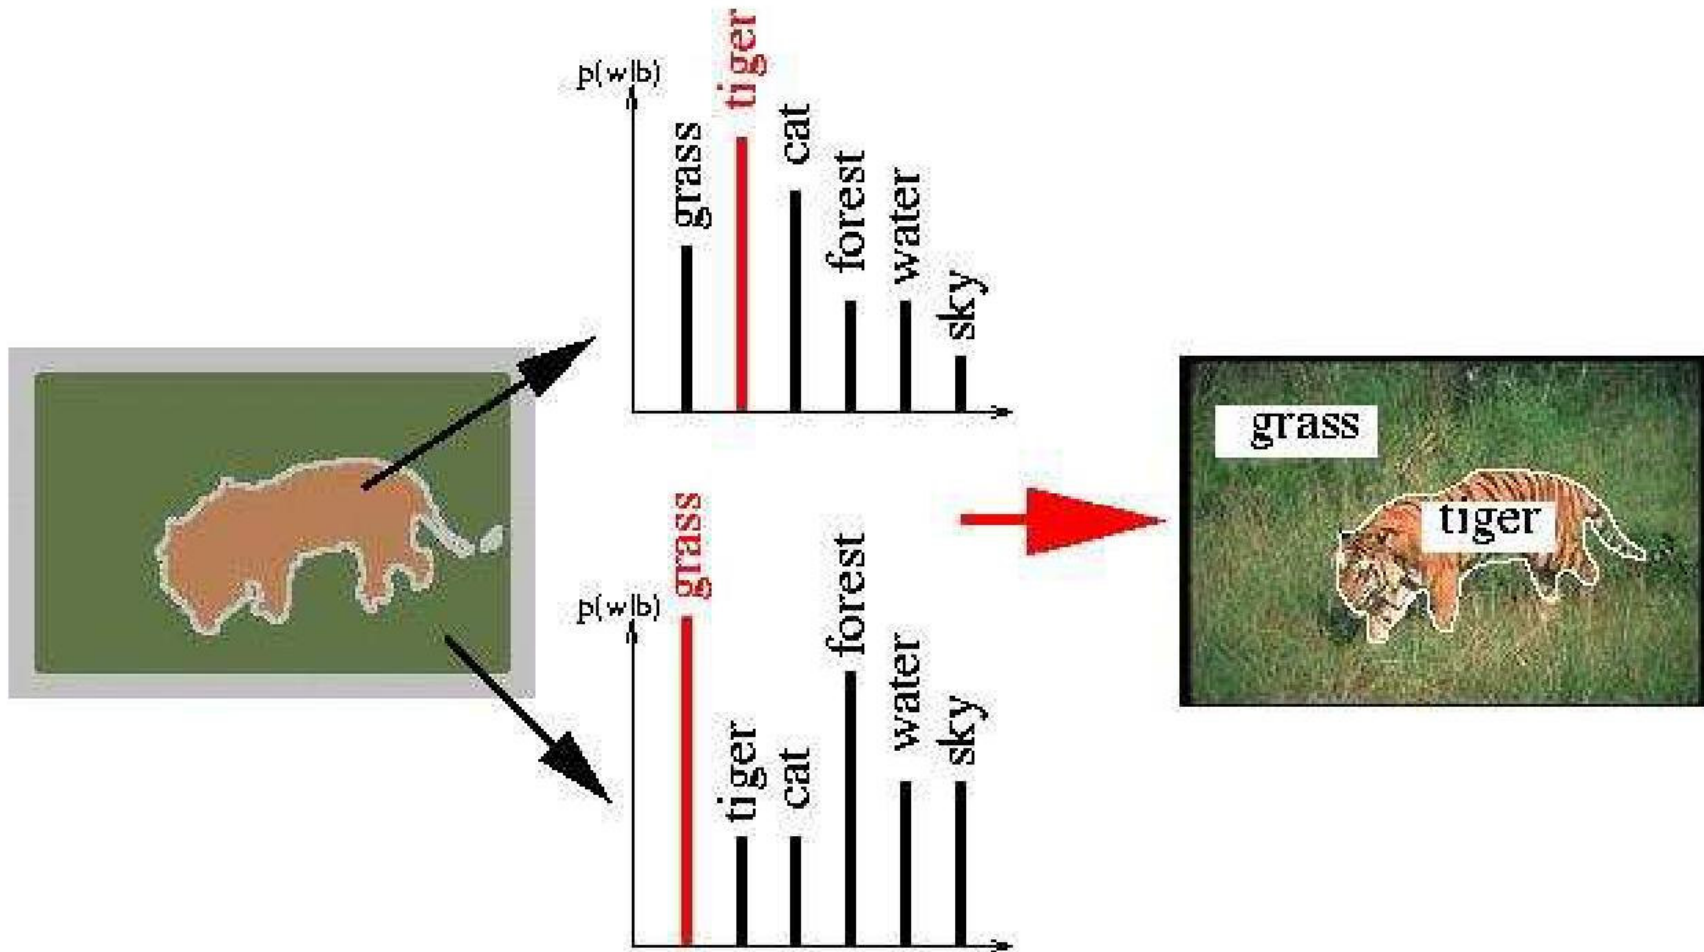 p(w|b)
grass
tiger
cat
forest
water
sky
p(w|b)
grass
tiger
cat
forest
water
sky
grass
tiger